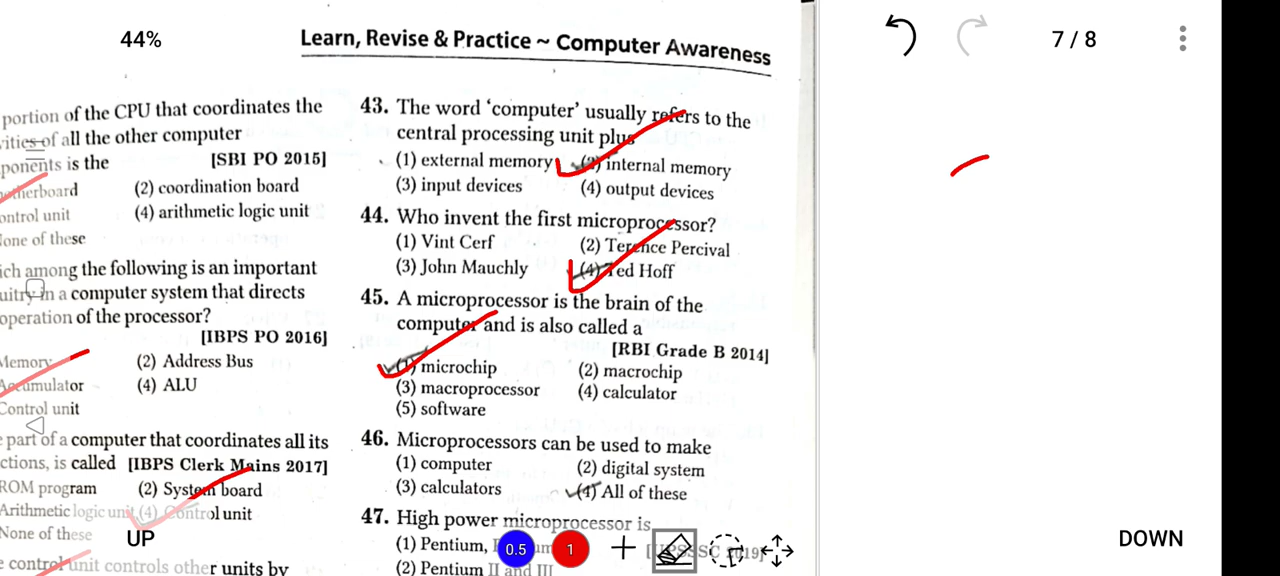 44%
Learn, Revise & Practice ~ Computer Awareness
7 / 8
portion of the CPU that coordinates the
of all the other computer
is the [SBI PO 2015]
(2) coordination board
unit (4) arithmetic logic unit
None of these
among the following is an important
in a computer system that directs
operation of the processor?
[IBPS PO 2016]
Memory (2) Address Bus
Accumulator (4) ALU
Control unit
part of a computer that coordinates all its
is called [IBPS Clerk Mains 2017]
ROM program (2) System board
Arithmetic logic unit (4) Control unit
None of these
control unit controls other units by
43. The word ‘computer’ usually refers to the
central processing unit plus
(1) external memory (2) internal memory
(3) input devices (4) output devices
44. Who invent the first microprocessor?
(1) Vint Cerf (2) Terence Percival
(3) John Mauchly (4) Ted Hoff
45. A microprocessor is the brain of the
computer and is also called a
[RBI Grade B 2014]
(1) microchip (2) macrochip
(3) macroprocessor (4) calculator
(5) software
46. Microprocessors can be used to make
(1) computer (2) digital system
(3) calculators (4) All of these
47. High power microprocessor is
2019]
(1) Pentium,
(2) Pentium II and III
UP
0.5
1
DOWN